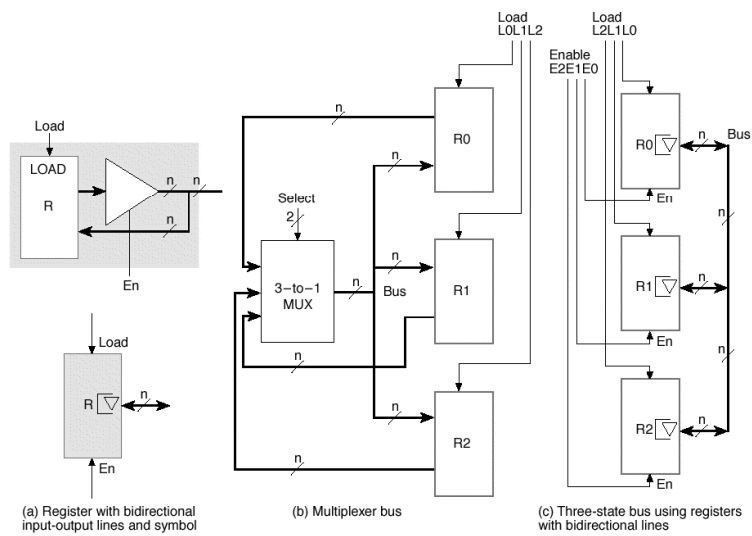 Load
LOAD
R
n
n
n
En
Load
R
n
En
(a) Register with bidirectional
input-output lines and symbol
Load
L0L1L2
n
R0
n
Select
2
3-to-1
MUX
n
Bus
n
R1
n
n
R2
n
(b) Multiplexer bus
Load
L2L1L0
Enable
E2E1E0
R0
n
Bus
En
n
R1
n
En
n
R2
n
En
(c) Three-state bus using registers
with bidirectional lines